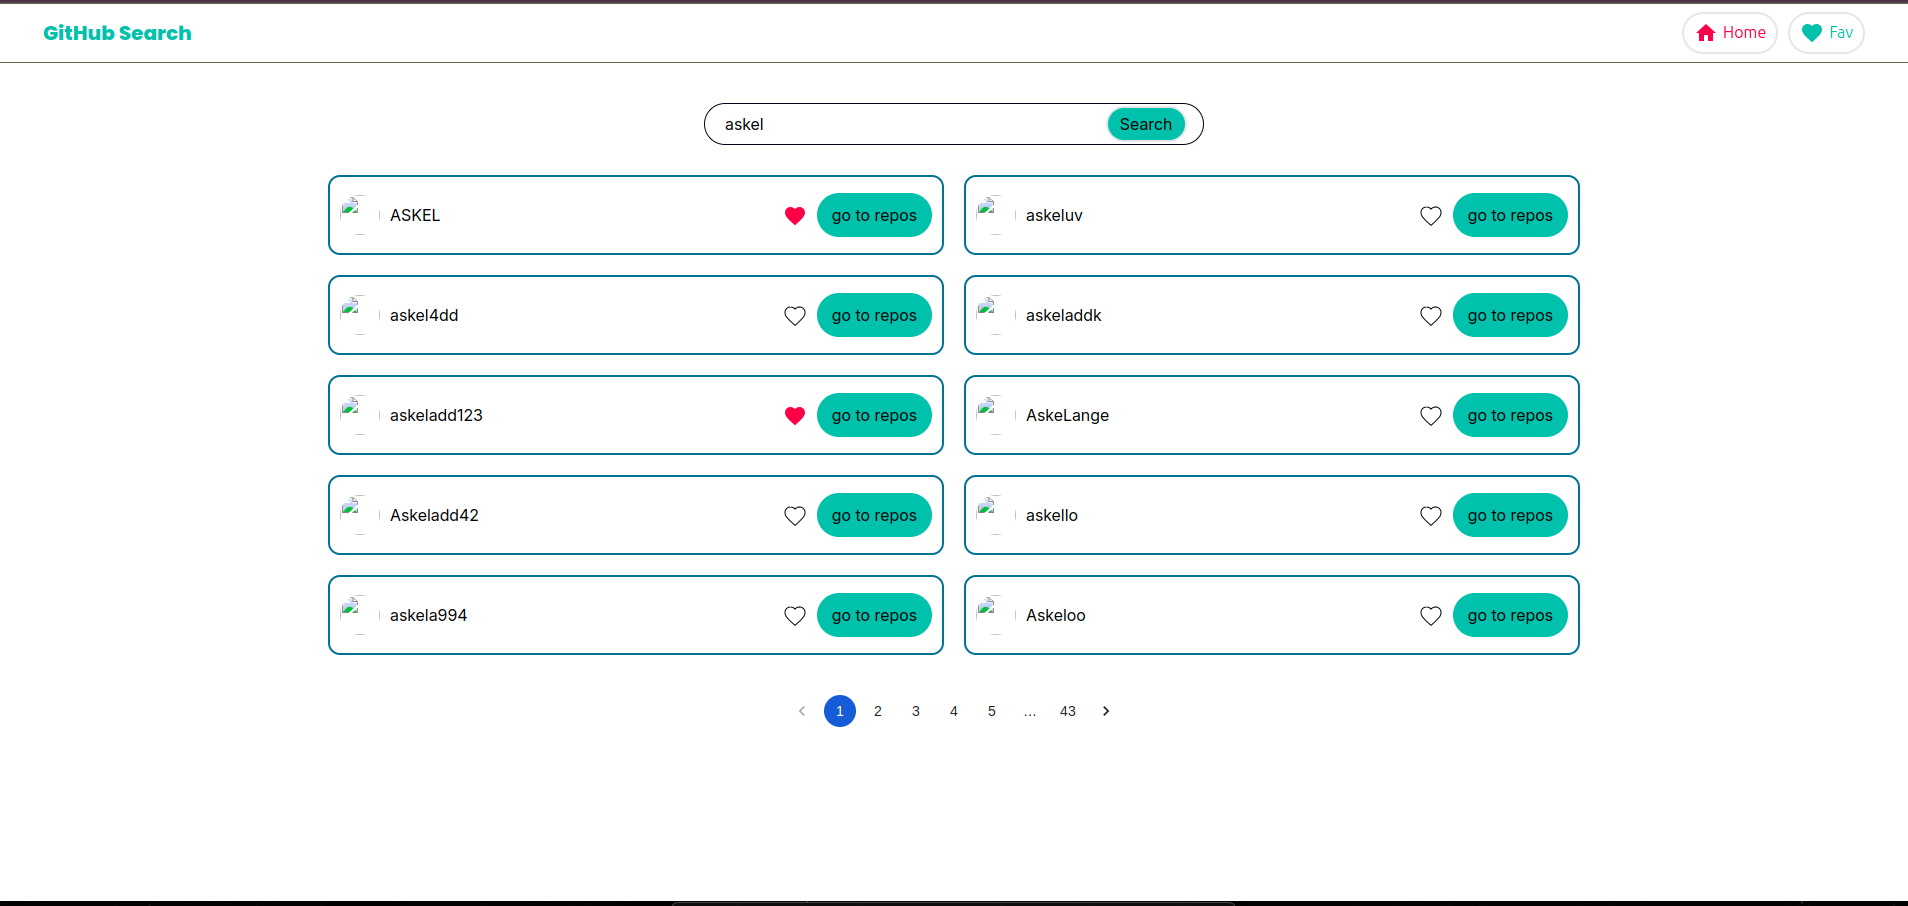 GitHub Search Home Fav
askel Search
ASKEL go to repos askeluv go to repos
askel4dd go to repos askeladdk go to repos
askeladd123 go to repos AskeLange go to repos
Askeladd42 go to repos askello go to repos
askela994 go to repos Askeloo go to repos
1 2 3 4 5 … 43